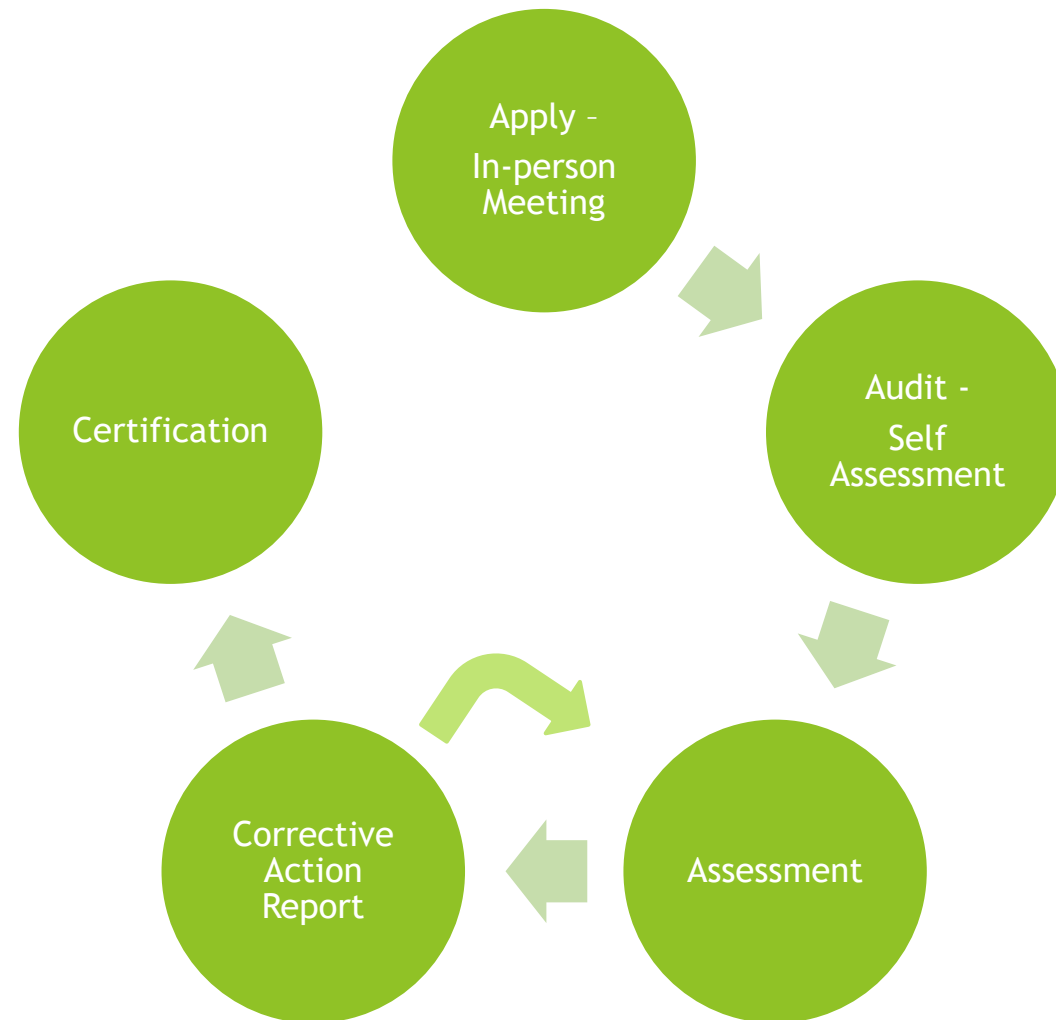 Apply –
In-person
Meeting
Audit -
Self
Assessment
Assessment
Corrective
Action
Report
Certification